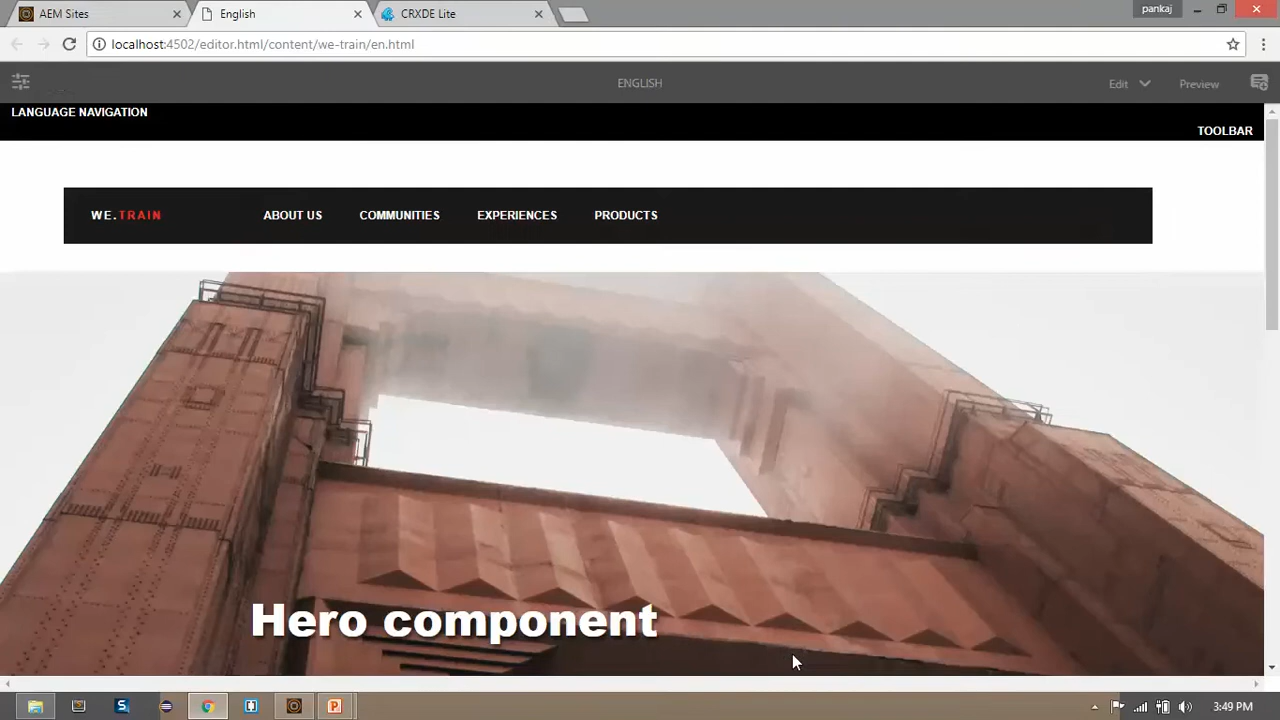 AEM Sites
English
CRXDE Lite
pankaj
localhost:4502/editor.html/content/we-train/en.html
ENGLISH
Edit
Preview
LANGUAGE NAVIGATION
TOOLBAR
WE.TRAIN
ABOUT US
COMMUNITIES
EXPERIENCES
PRODUCTS
Hero component
3:49 PM